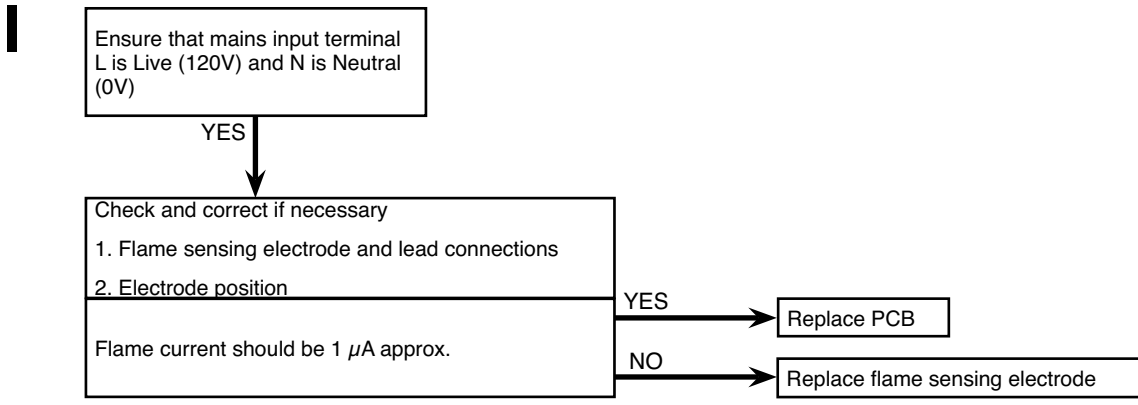 I
Ensure that mains input terminal
L is Live (120V) and N is Neutral
(0V)
YES
Check and correct if necessary
1. Flame sensing electrode and lead connections
2. Electrode position
Flame current should be 1 µA approx.
YES
Replace PCB
NO
Replace flame sensing electrode